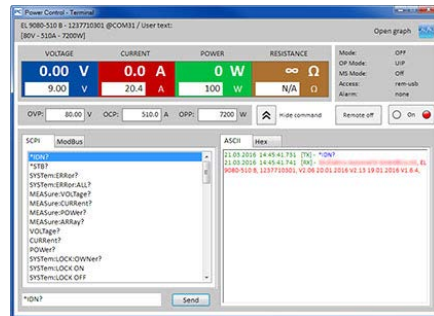 Power Control - Terminal
EL 9080-510 B - 1237710301 @COM31 / User text:
[80V - 510A - 7200W]
Open graph
VOLTAGE
CURRENT
POWER
RESISTANCE
0.00 V
0.0 A
0 W
∞ Ω
9.00 V
20.4 A
100 W
N/A Ω
Mode: OFF
OP Mode: UIP
MS Mode: Off
Access: rem-usb
Alarm: none
OVP: 80.00 V
OCP: 510.0 A
OPP: 7200 W
Hide command
Remote off
On
SCPI
ModBus
*IDN?
*STB?
SYSTem:ERRor?
SYSTem:ERRor:ALL?
MEASure:VOLTage?
MEASure:CURRent?
MEASure:POWer?
MEASure:ARRay?
VOLTage?
CURRent?
POWer?
SYSTem:LOCK:OWNer?
SYSTem:LOCK ON
SYSTem:LOCK OFF
*IDN?
Send
ASCII
Hex
21.03.2016 14:45:41.731 [TX] - *IDN?
21.03.2016 14:45:41.741 [RX] - EL
9080-510 B, 1237710301, V2.06 20.01.2016 V2.13 19.01.2016 V1.6.4,